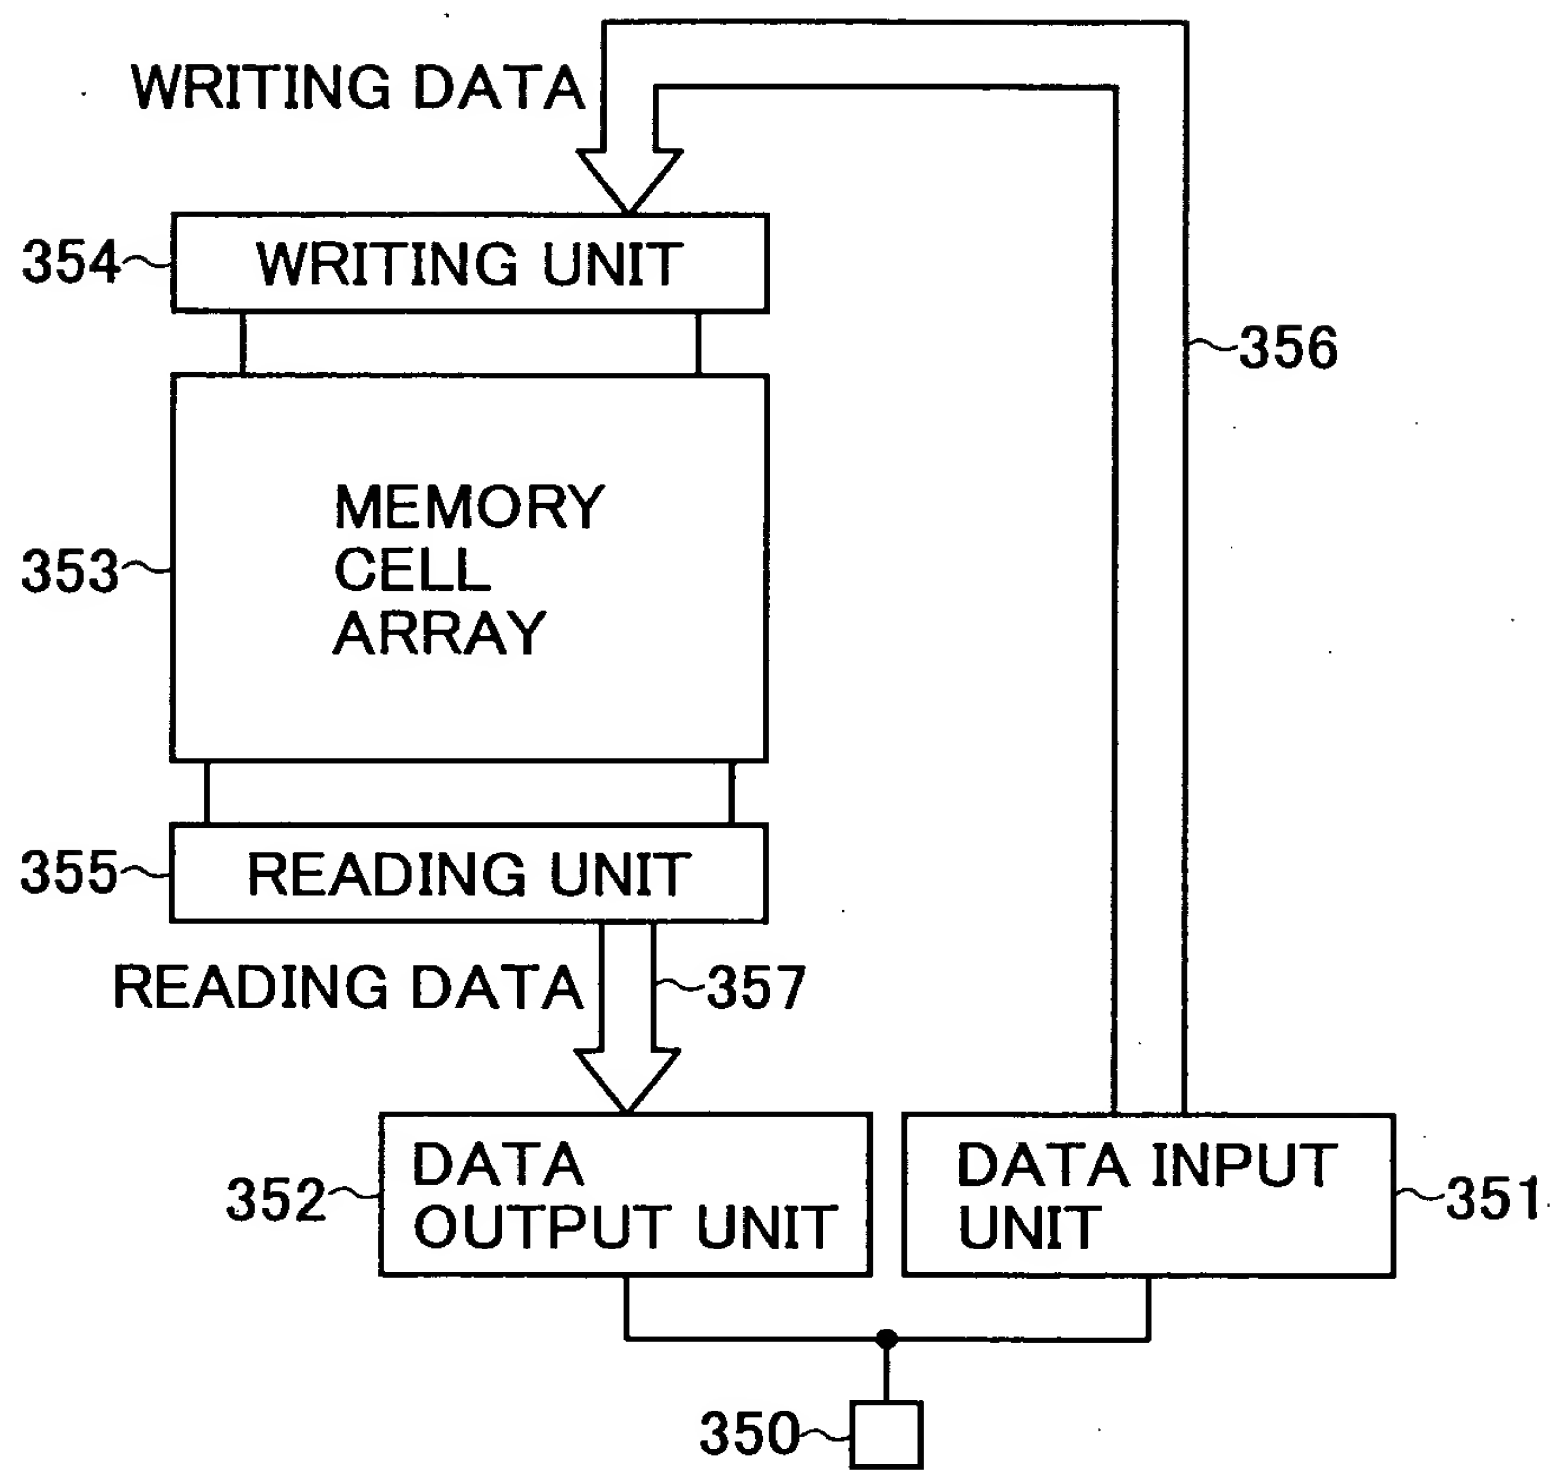 WRITING DATA
354
WRITING UNIT
356
MEMORY
CELL
ARRAY
353
355
READING UNIT
READING DATA
357
352
DATA
OUTPUT UNIT
DATA INPUT
UNIT
351
350